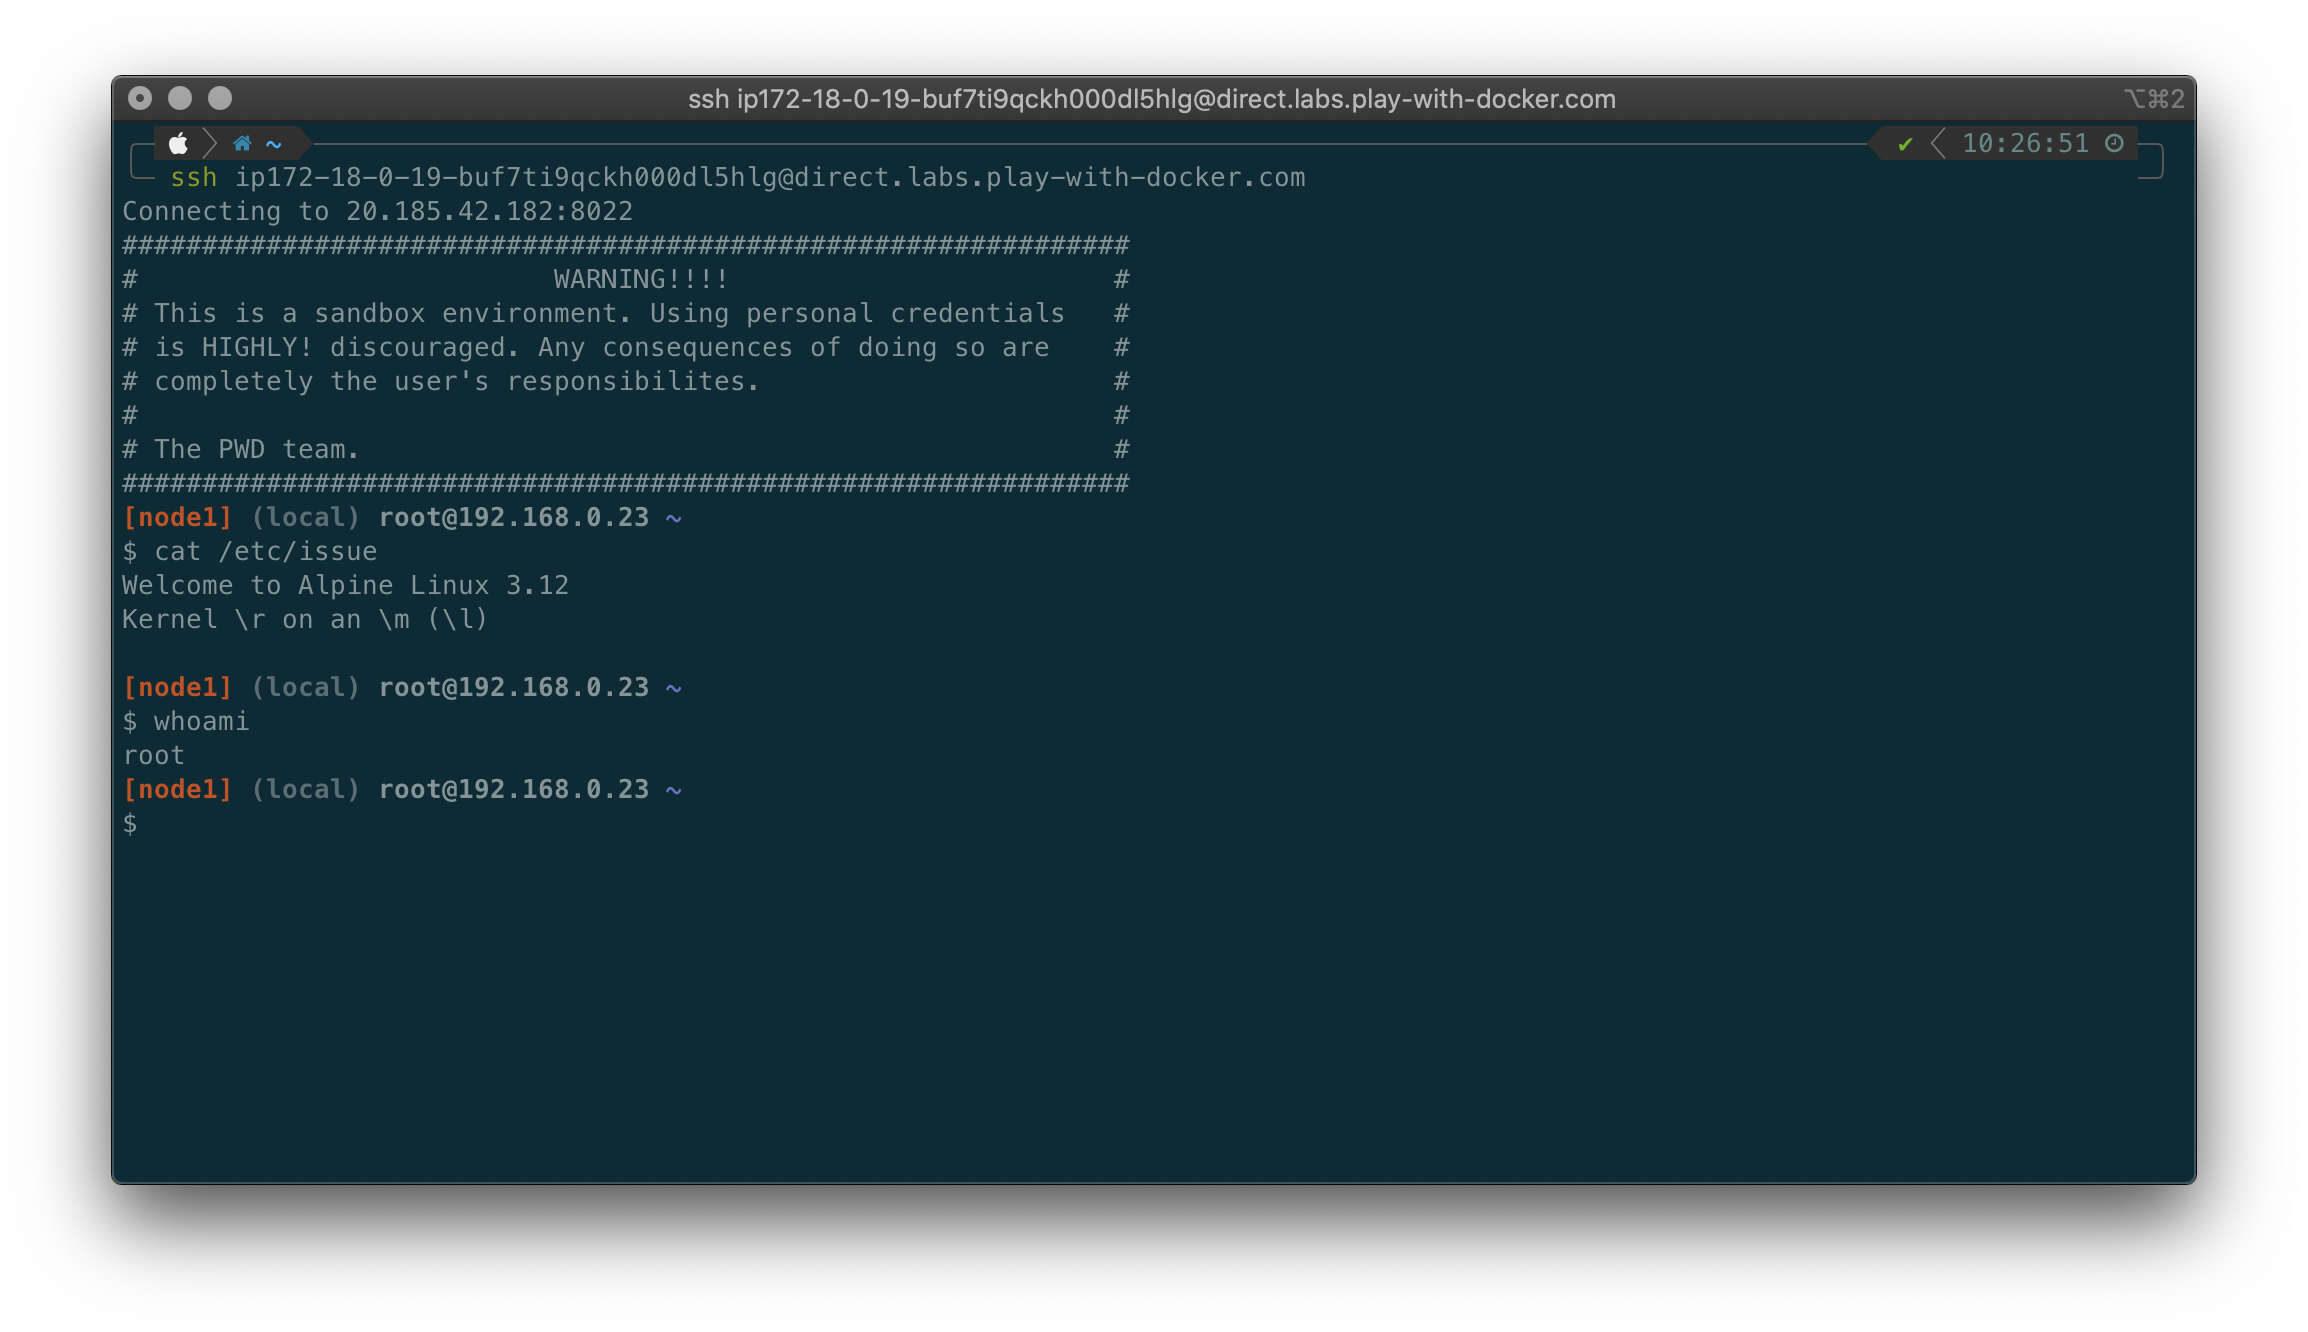 ssh ip172-18-0-19-buf7ti9qckh000dl5hlg@direct.labs.play-with-docker.com ⌥⌘2
~ ✔ 10:26:51
ssh ip172-18-0-19-buf7ti9qckh000dl5hlg@direct.labs.play-with-docker.com
Connecting to 20.185.42.182:8022
###############################################################
#                          WARNING!!!!                        #
# This is a sandbox environment. Using personal credentials   #
# is HIGHLY! discouraged. Any consequences of doing so are    #
# completely the user's responsibilites.                      #
#                                                             #
# The PWD team.                                               #
###############################################################
[node1] (local) root@192.168.0.23 ~
$ cat /etc/issue
Welcome to Alpine Linux 3.12
Kernel \r on an \m (\l)
[node1] (local) root@192.168.0.23 ~
$ whoami
root
[node1] (local) root@192.168.0.23 ~
$